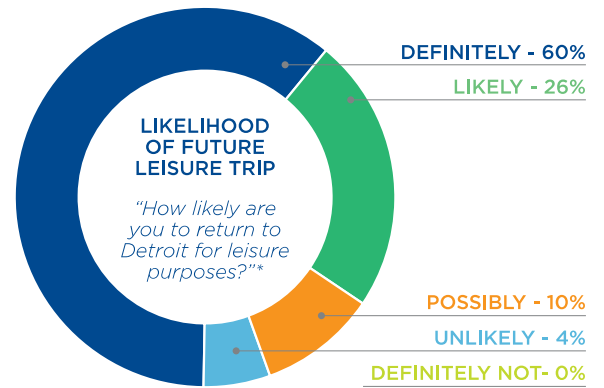 DEFINITELY - 60%
LIKELY - 26%
LIKELIHOOD
OF FUTURE
LEISURE TRIP
“How likely are
you to return to
Detroit for leisure
purposes?”*
POSSIBLY - 10%
UNLIKELY - 4%
DEFINITELY NOT- 0%